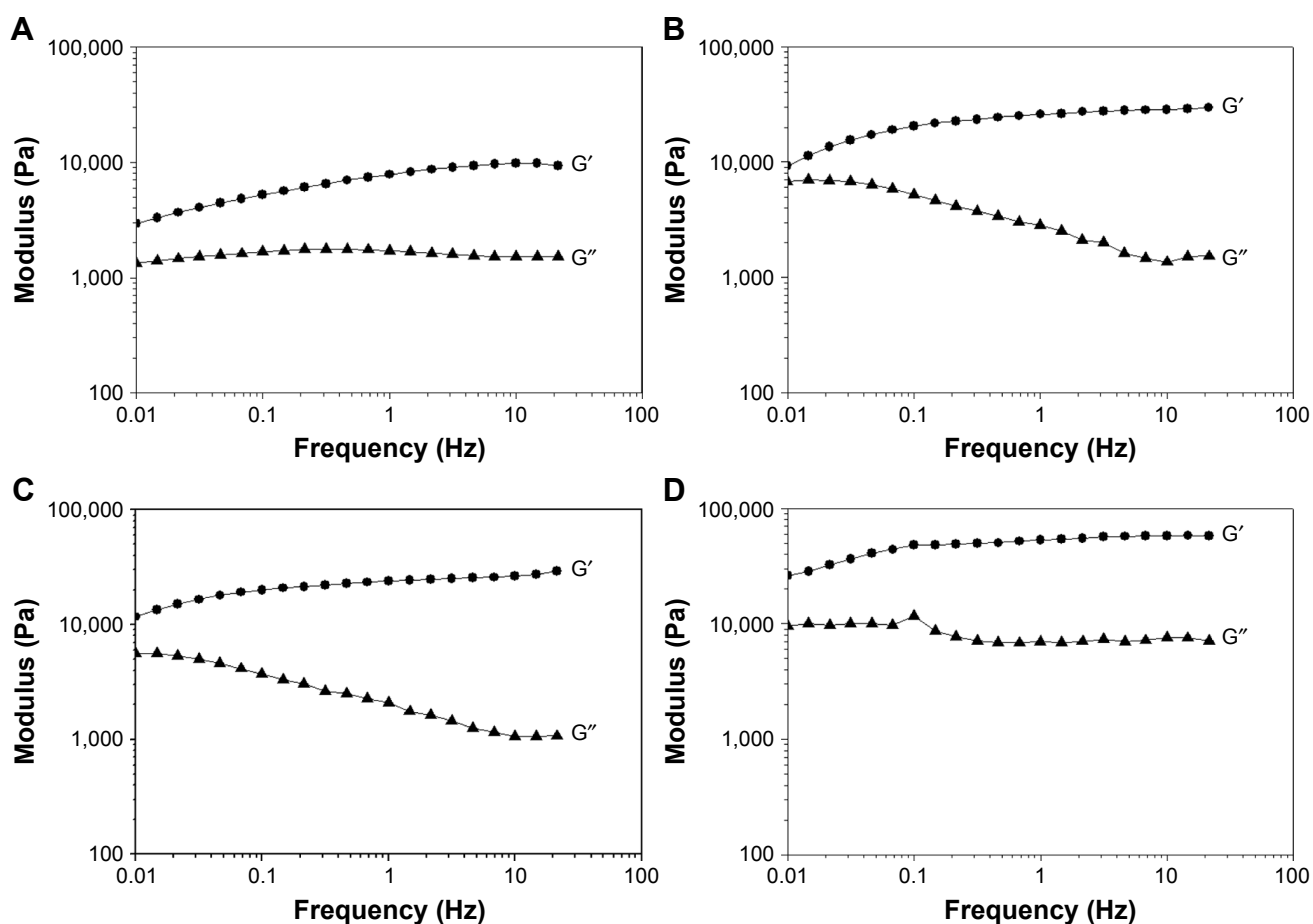 A
100,000
10,000
1,000
100
Modulus (Pa)
G′
G″
0.01 0.1 1 10 100
Frequency (Hz)
B
100,000
10,000
1,000
100
Modulus (Pa)
G′
G″
0.01 0.1 1 10 100
Frequency (Hz)
C
100,000
10,000
1,000
100
Modulus (Pa)
G′
G″
0.01 0.1 1 10 100
Frequency (Hz)
D
100,000
10,000
1,000
100
Modulus (Pa)
G′
G″
0.01 0.1 1 10 100
Frequency (Hz)